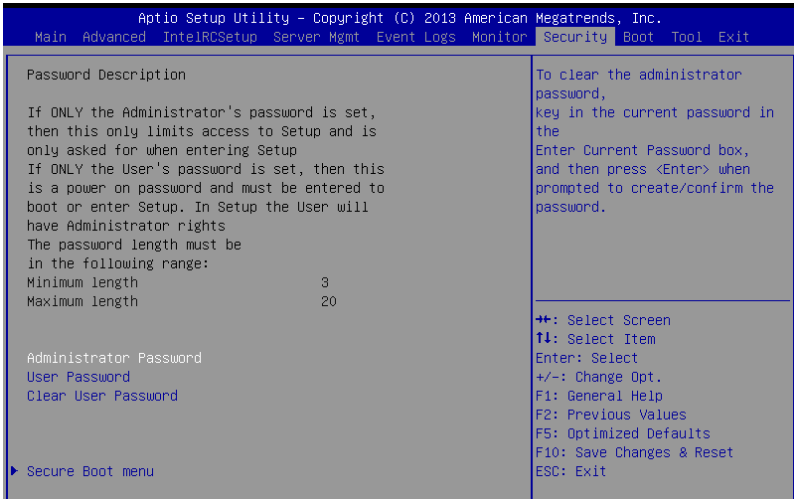 Aptio Setup Utility – Copyright (C) 2013 American Megatrends, Inc.
Main Advanced IntelRCSetup Server Mgmt Event Logs Monitor Security Boot Tool Exit
Password Description
If ONLY the Administrator's password is set,
then this only limits access to Setup and is
only asked for when entering Setup
If ONLY the User's password is set, then this
is a power on password and must be entered to
boot or enter Setup. In Setup the User will
have Administrator rights
The password length must be
in the following range:
Minimum length 3
Maximum length 20
Administrator Password
User Password
Clear User Password
Secure Boot menu
To clear the administrator
password,
key in the current password in
the
Enter Current Password box,
and then press <Enter> when
prompted to create/confirm the
password.
→←: Select Screen
↑↓: Select Item
Enter: Select
+/-: Change Opt.
F1: General Help
F2: Previous Values
F5: Optimized Defaults
F10: Save Changes & Reset
ESC: Exit